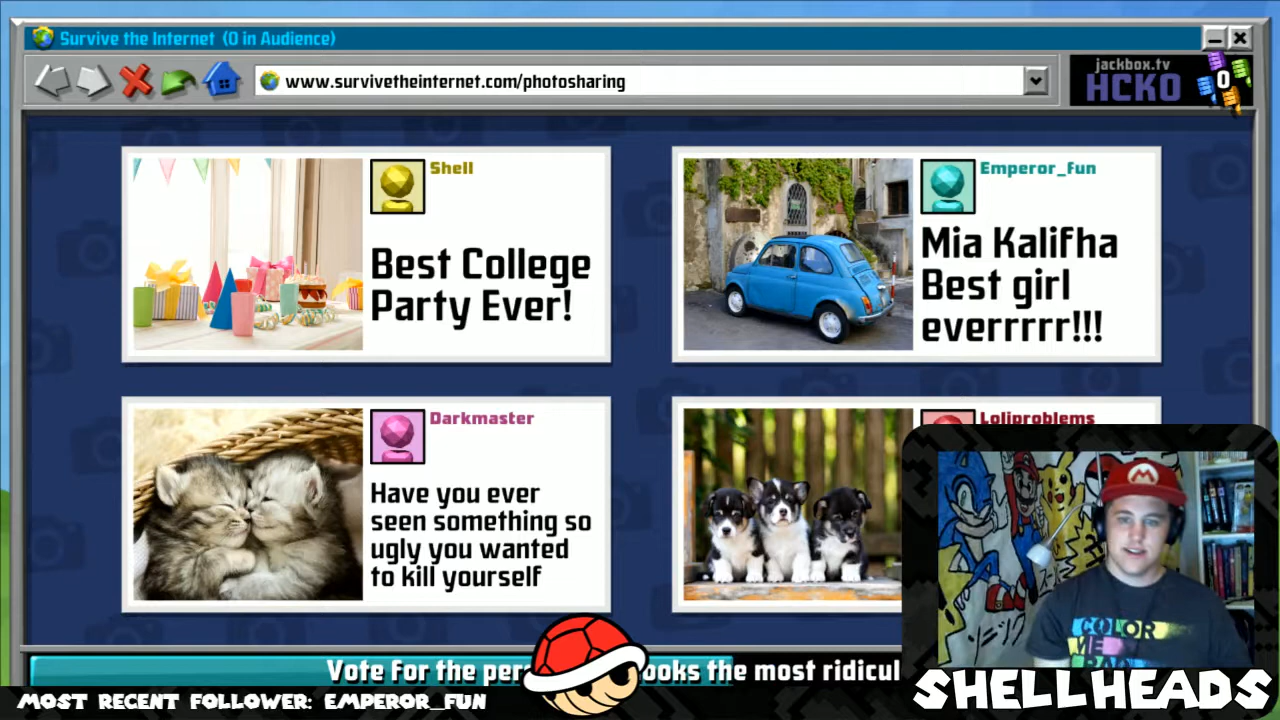 Survive the Internet (0 in Audience)
www.survivetheinternet.com/photosharing
jackbox.tv
HCKO
0
Shell
Best College
Party Ever!
Emperor_fun
Mia Kalifha
Best girl
everrrrr!!!
Darkmaster
Have you ever
seen something so
ugly you wanted
to kill yourself
Loliproblems
COLOR
ME
Vote for the per
ooks the most ridicul
SHELLHEADS
MOST RECENT FOLLOWER: EMPEROR_FUN